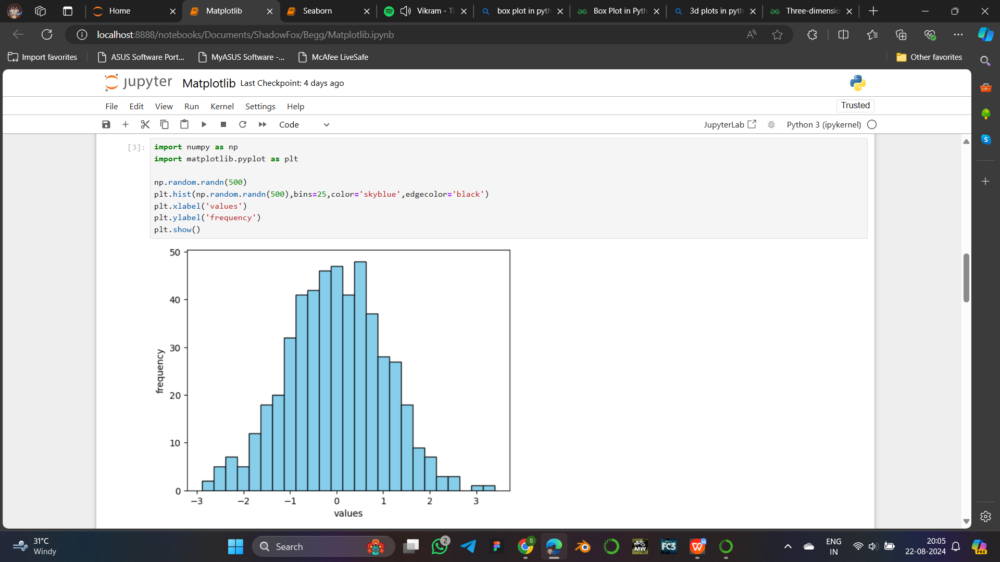 Home
Matplotlib
Seaborn
Vikram - Ti
box plot in pyth
Box Plot in Pyth
3d plots in pyth
Three-dimensio
localhost:8888/notebooks/Documents/ShadowFox/Begg/Matplotlib.ipynb
Import favorites
ASUS Software Port...
MyASUS Software -...
McAfee LiveSafe
Other favorites
jupyter Matplotlib Last Checkpoint: 4 days ago
File Edit View Run Kernel Settings Help
Trusted
Code
JupyterLab
Python 3 (ipykernel)
[3]:
import numpy as np
import matplotlib.pyplot as plt
np.random.randn(500)
plt.hist(np.random.randn(500),bins=25,color='skyblue',edgecolor='black')
plt.xlabel('values')
plt.ylabel('frequency')
plt.show()
50
40
30
20
10
0
frequency
−3 −2 −1 0 1 2 3
values
31°C
Windy
Search
2
S
MW
FC3
W
ENG
IN
20:05
22-08-2024
PRE